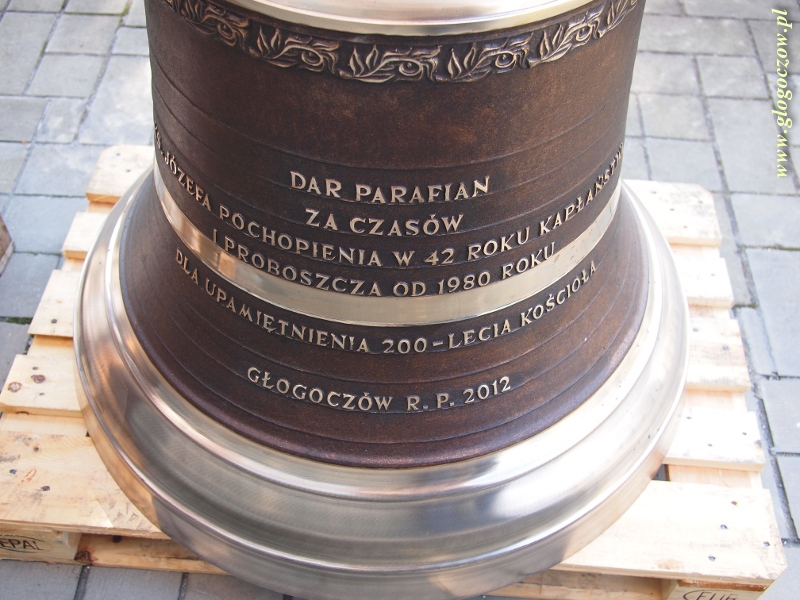 DAR PARAFIAN
ZA CZASÓW
JÓZEFA POCHOPIENIA W 42 ROKU KAPŁAŃSTW
I PROBOSZCZA OD 1980 ROKU
DLA UPAMIĘTNIENIA 200-LECIA KOŚCIOŁA
GŁOGOCZÓW R.P. 2012
www.glogoczow.pl